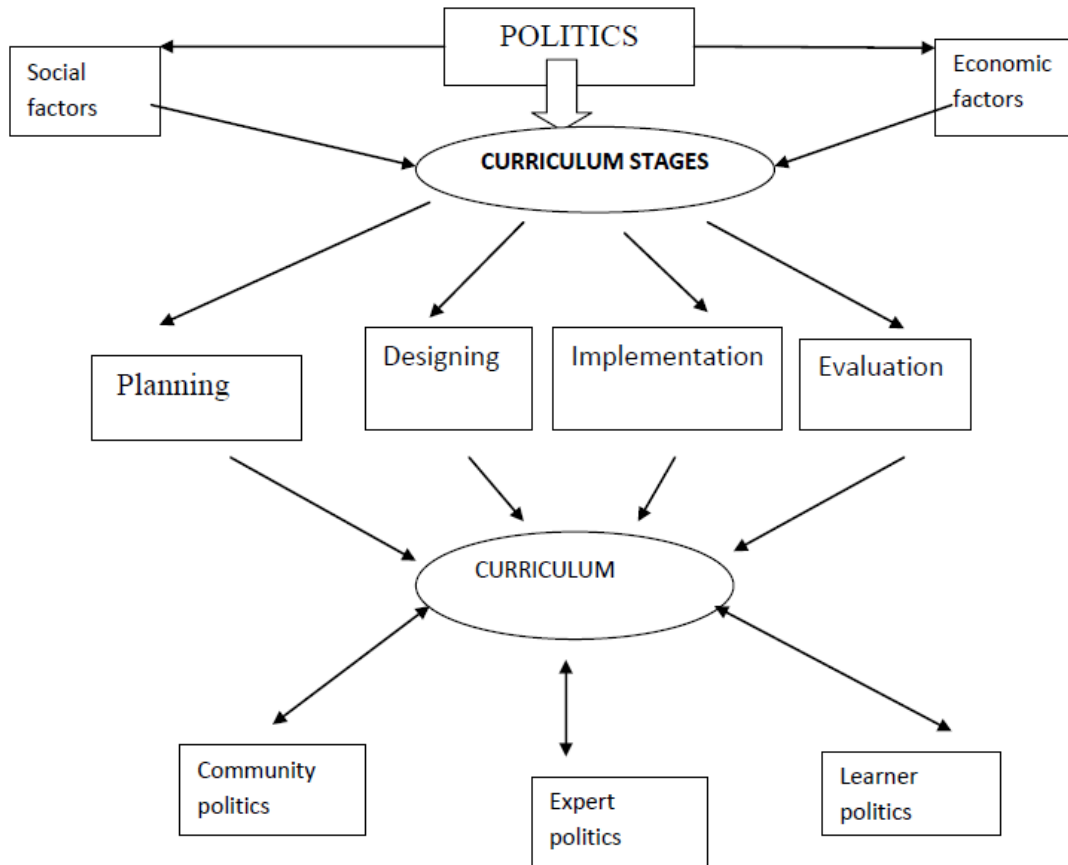 POLITICS
Social
factors
Economic
factors
CURRICULUM STAGES
Planning
Designing
Implementation
Evaluation
CURRICULUM
Community
politics
Expert
politics
Learner
politics